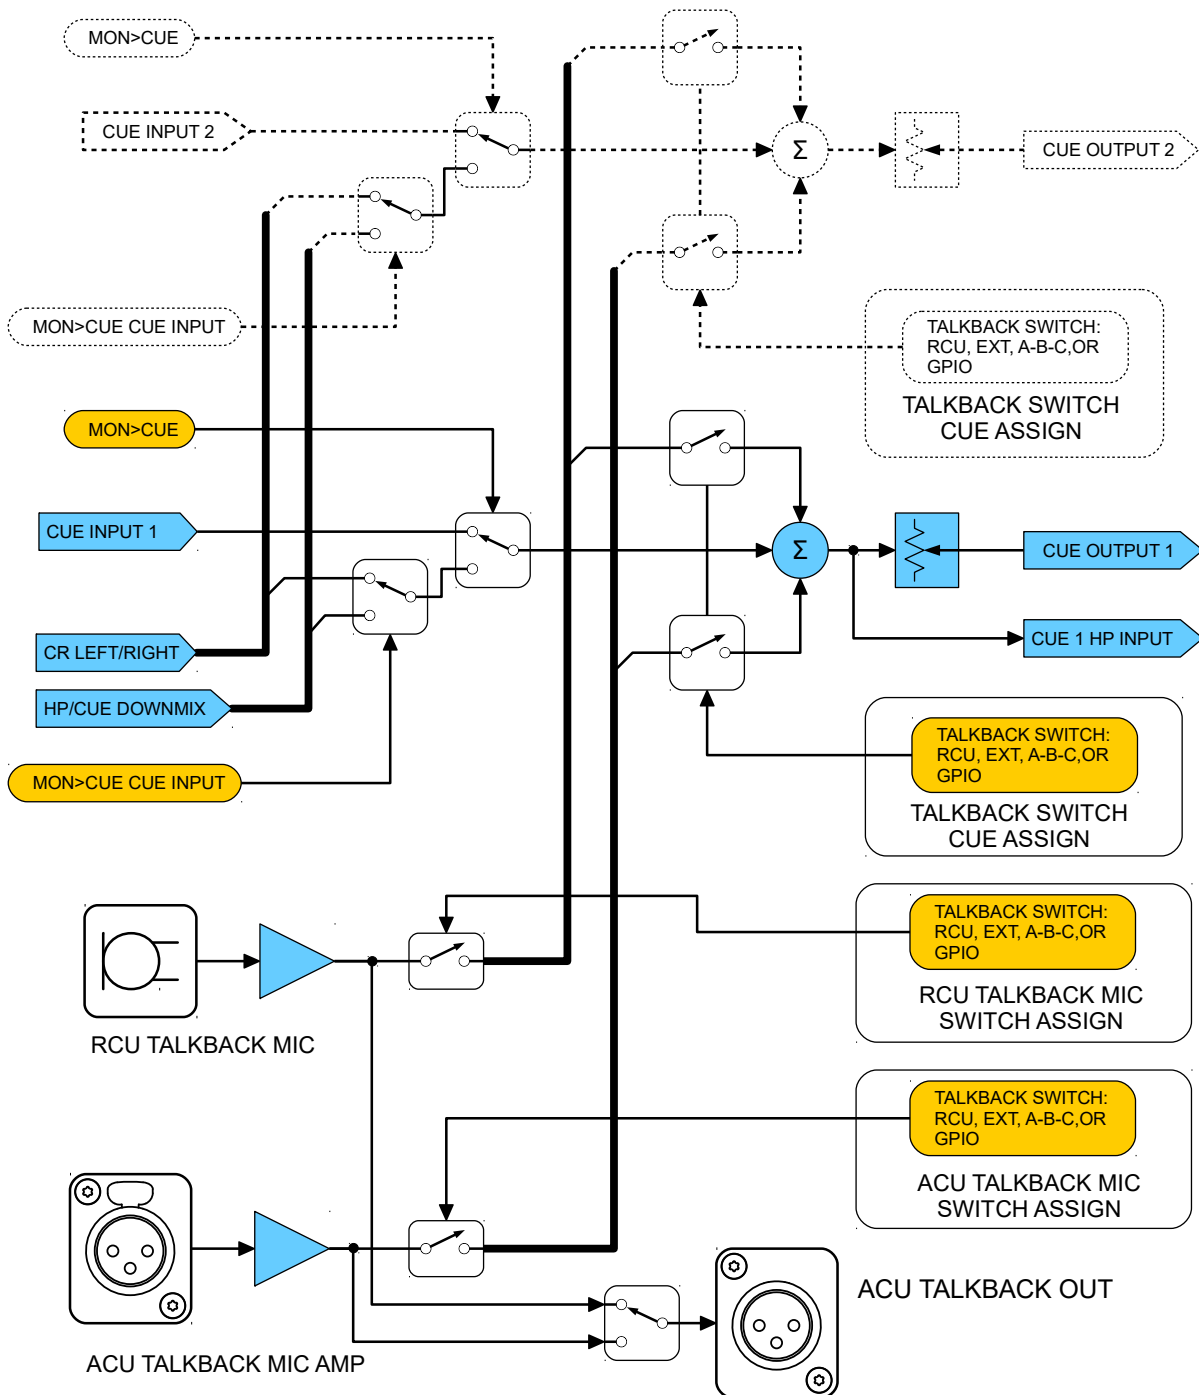 MON>CUE
CUE INPUT 2
Σ
CUE OUTPUT 2
MON>CUE CUE INPUT
TALKBACK SWITCH:
RCU, EXT, A-B-C,OR
GPIO
TALKBACK SWITCH
CUE ASSIGN
MON>CUE
CUE INPUT 1
Σ
CUE OUTPUT 1
CR LEFT/RIGHT
CUE 1 HP INPUT
HP/CUE DOWNMIX
MON>CUE CUE INPUT
TALKBACK SWITCH:
RCU, EXT, A-B-C,OR
GPIO
TALKBACK SWITCH
CUE ASSIGN
TALKBACK SWITCH:
RCU, EXT, A-B-C,OR
GPIO
RCU TALKBACK MIC
SWITCH ASSIGN
RCU TALKBACK MIC
TALKBACK SWITCH:
RCU, EXT, A-B-C,OR
GPIO
ACU TALKBACK MIC
SWITCH ASSIGN
ACU TALKBACK OUT
ACU TALKBACK MIC AMP